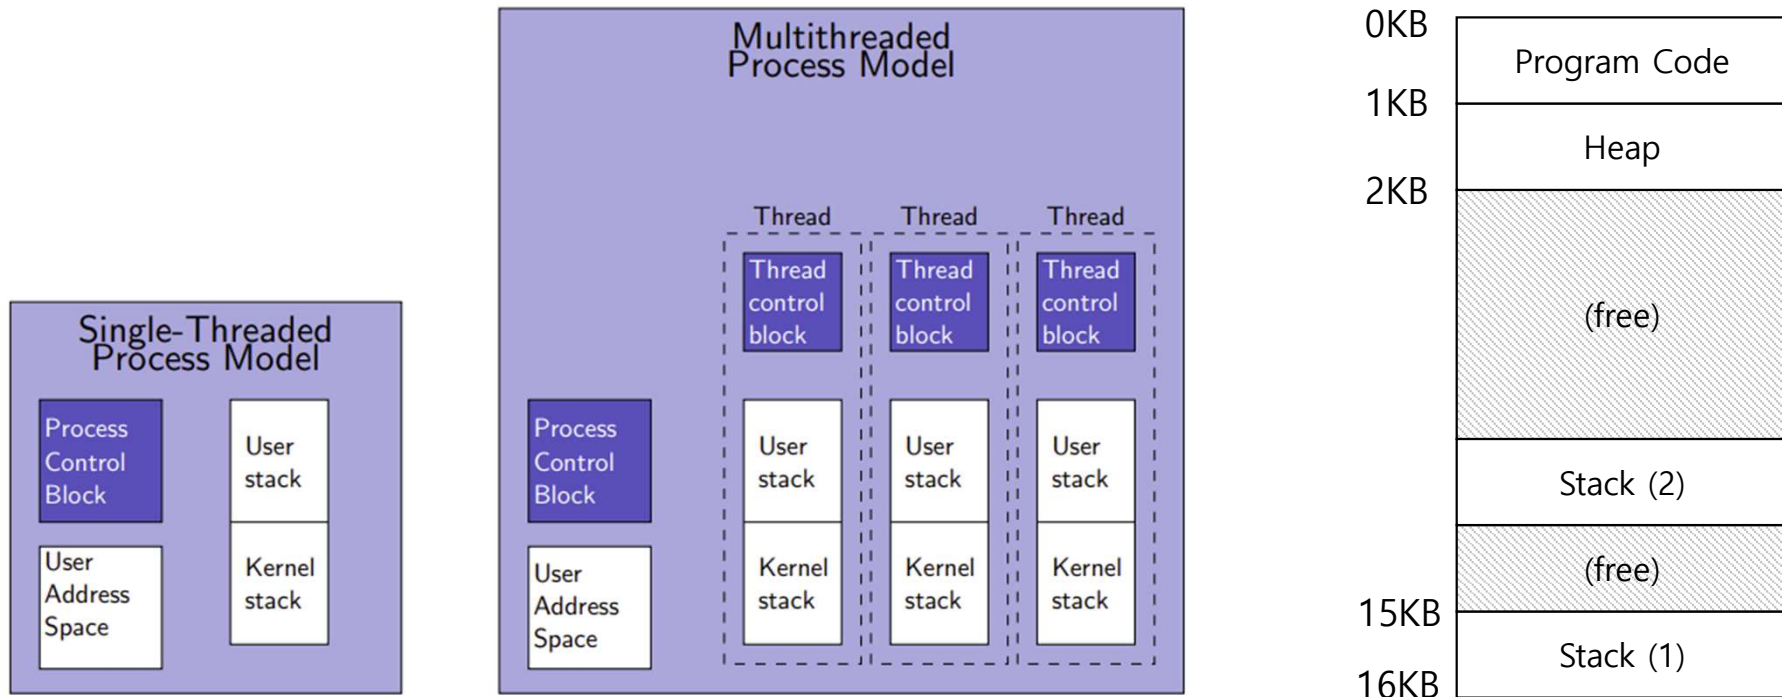 Single-Threaded
Process Model
Process
Control
Block
User
stack
User
Address
Space
Kernel
stack
Multithreaded
Process Model
Thread
Thread
Thread
Thread
control
block
Thread
control
block
Thread
control
block
Process
Control
Block
User
stack
User
stack
User
stack
User
Address
Space
Kernel
stack
Kernel
stack
Kernel
stack
0KB
Program Code
1KB
Heap
2KB
(free)
Stack (2)
(free)
15KB
Stack (1)
16KB